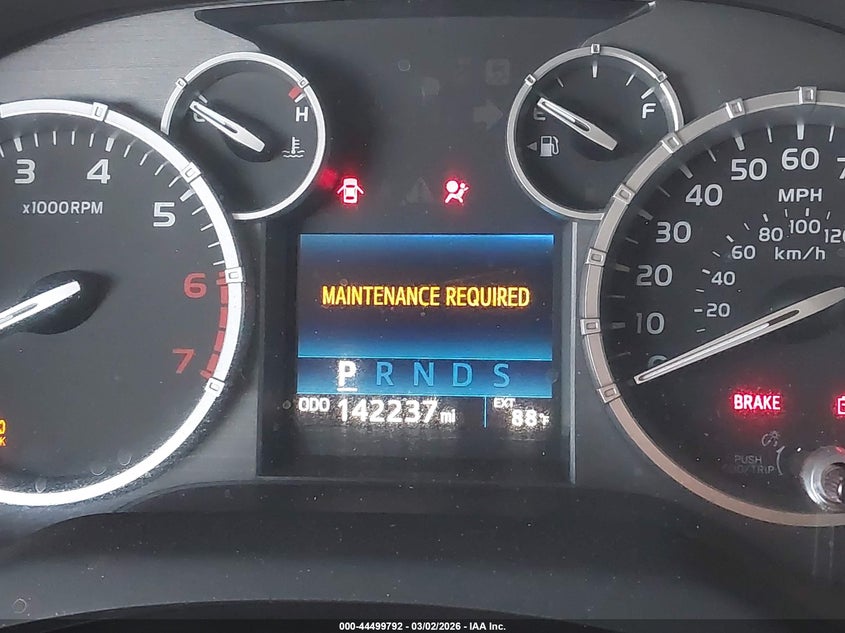 H
E
F
3
4
5
6
7
x1000RPM
10
20
30
40
50
60
MPH
20
40
60
80
100
120
km/h
MAINTENANCE REQUIRED
P R N D S
ODO 142237 mi
EXT 88°F
BRAKE
PUSH
000-44499792 - 03/02/2026 - IAA Inc.